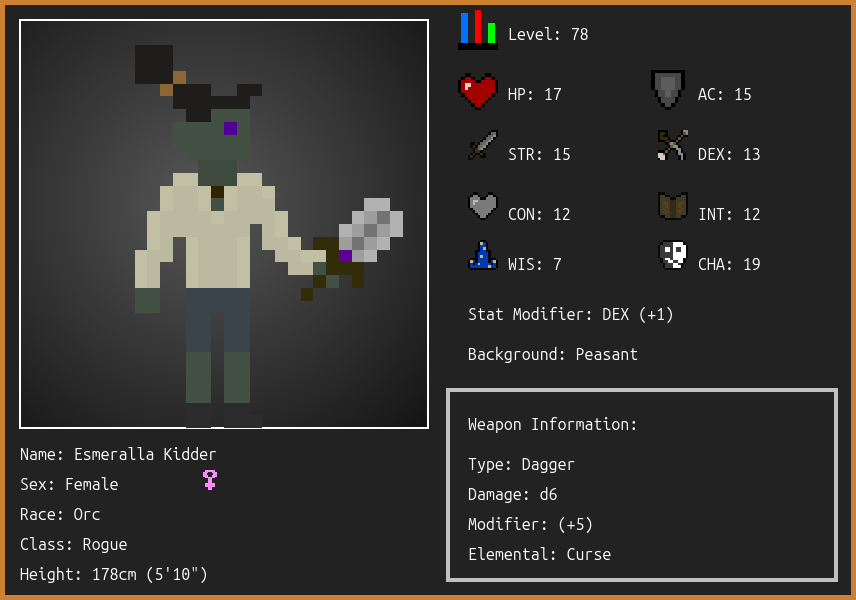 Level: 78
HP: 17
AC: 15
STR: 15
DEX: 13
CON: 12
INT: 12
WIS: 7
CHA: 19
Stat Modifier: DEX (+1)
Background: Peasant
Weapon Information:
Type: Dagger
Damage: d6
Modifier: (+5)
Elemental: Curse
Name: Esmeralla Kidder
Sex: Female
Race: Orc
Class: Rogue
Height: 178cm (5'10")